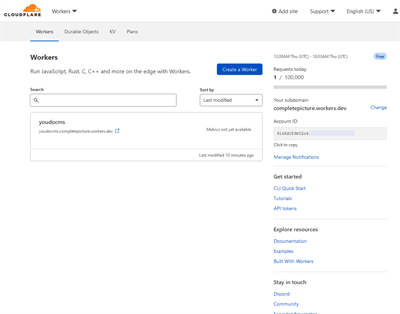 CLOUDFLARE
Workers
Add site
Support
English (US)
Workers
Durable Objects
KV
Plans
Workers
Run JavaScript, Rust, C, C++ and more on the edge with Workers.
Create a Worker
Search
Sort by
Last modified
youdocms
youdocms.completepicture.workers.dev
Metrics not yet available.
Last modified 10 minutes ago
12:00AM Thu (UTC) - 10:03AM Thu (UTC)
Free
Requests today
1 / 100,000
Your subdomain
completepicture.workers.dev
Change
Account ID
Click to copy
Manage Notifications
Get started
CLI Quick Start
Tutorials
API tokens
Explore resources
Documentation
Examples
Built With Workers
Stay in touch
Discord
Community